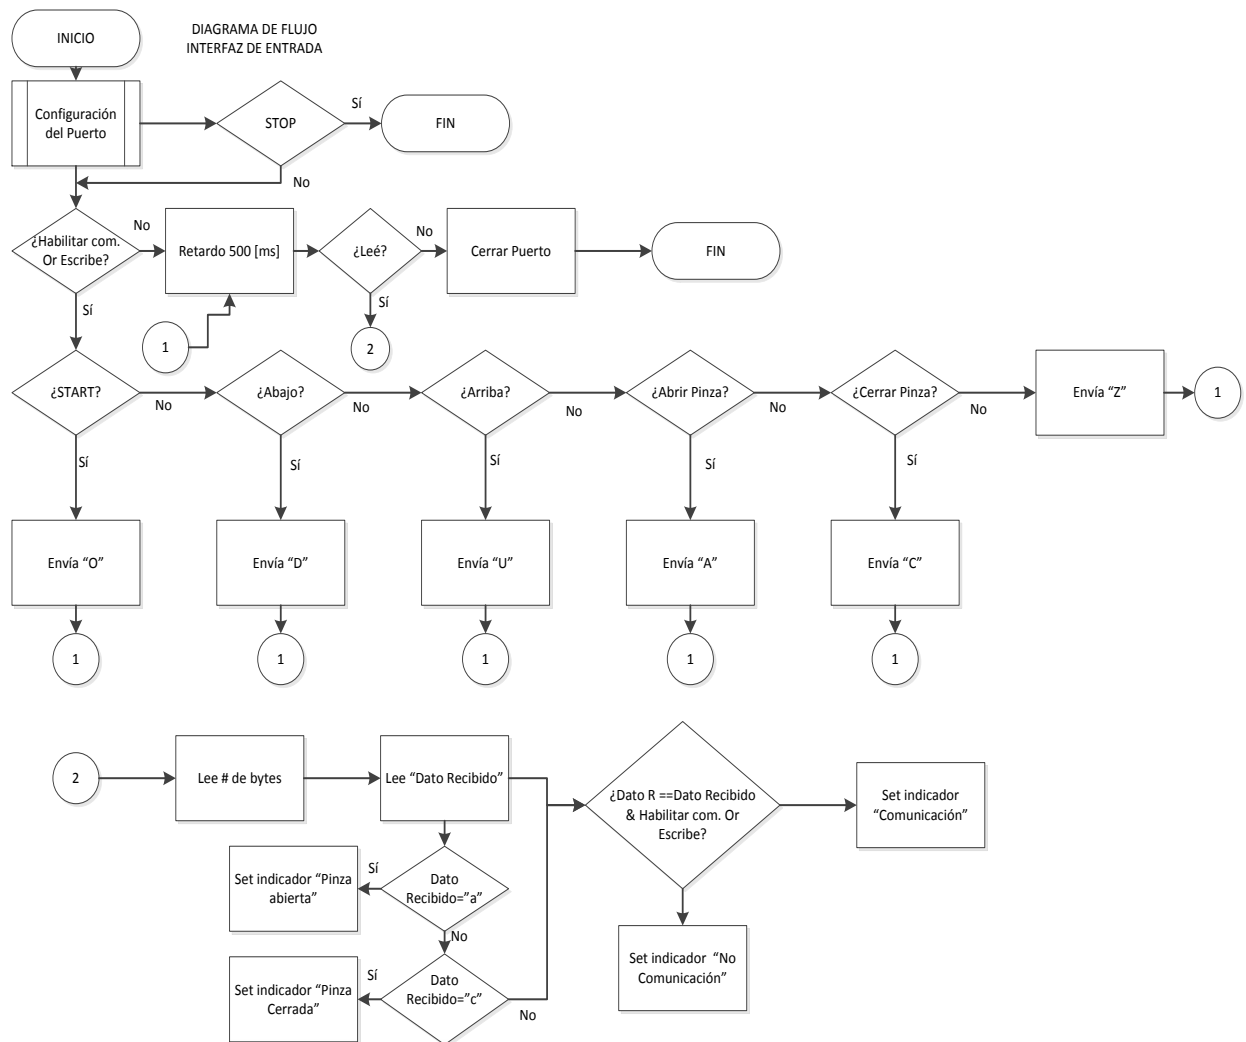 INICIO
DIAGRAMA DE FLUJO
INTERFAZ DE ENTRADA
Configuración
del Puerto
STOP
Sí
FIN
No
¿Habilitar com.
Or Escribe?
No
Retardo 500 [ms]
¿Leé?
No
Cerrar Puerto
FIN
Sí
Sí
1
2
¿START?
No
¿Abajo?
No
¿Arriba?
No
¿Abrir Pinza?
No
¿Cerrar Pinza?
No
Envía “Z”
1
Sí
Sí
Sí
Sí
Sí
Envía “O”
Envía “D”
Envía “U”
Envía “A”
Envía “C”
1
1
1
1
1
2
Lee # de bytes
Lee “Dato Recibido”
¿Dato R ==Dato Recibido
& Habilitar com. Or
Escribe?
Set indicador
“Comunicación”
Set indicador “Pinza
abierta”
Sí
Dato
Recibido=”a”
No
Set indicador “Pinza
Cerrada”
Sí
Dato
Recibido=”c”
No
Set indicador “No
Comunicación”